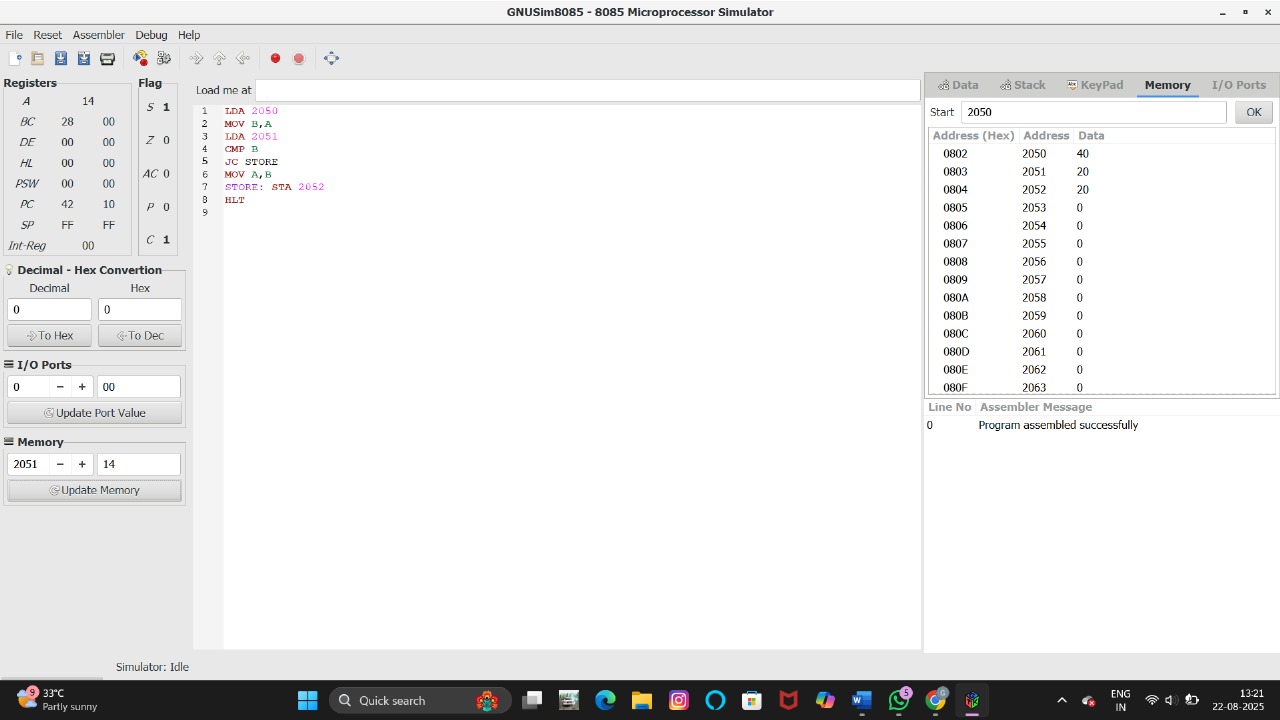 GNUSim8085 - 8085 Microprocessor Simulator
File Reset Assembler Debug Help
Registers
A 14
BC 28 00
DE 00 00
HL 00 00
PSW 00 00
PC 42 10
SP FF FF
Int-Reg 00
Flag
S 1
Z 0
AC 0
P 0
C 1
Decimal - Hex Convertion
Decimal Hex
0 0
To Hex To Dec
I/O Ports
0 − + 00
Update Port Value
Memory
2051 − + 14
Update Memory
Load me at
1 LDA 2050
2 MOV B,A
3 LDA 2051
4 CMP B
5 JC STORE
6 MOV A,B
7 STORE: STA 2052
8 HLT
9
Data Stack KeyPad Memory I/O Ports
Start 2050 OK
Address (Hex) Address Data
0802 2050 40
0803 2051 20
0804 2052 20
0805 2053 0
0806 2054 0
0807 2055 0
0808 2056 0
0809 2057 0
080A 2058 0
080B 2059 0
080C 2060 0
080D 2061 0
080E 2062 0
080F 2063 0
Line No Assembler Message
0 Program assembled successfully
Simulator: Idle
9
33°C
Partly sunny
Quick search
5
G
ENG
IN
13:21
22-08-2025